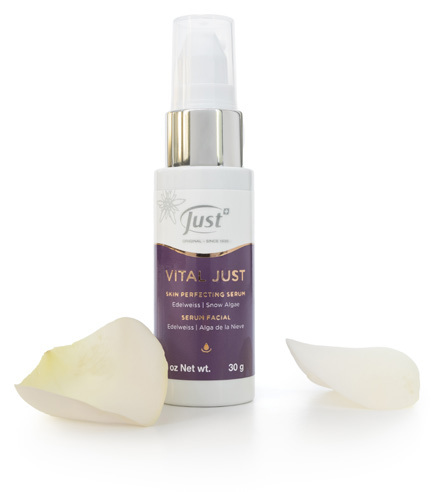 Just
ORIGINAL / SINCE 1930
VITAL JUST
SKIN PERFECTING SERUM
Edelweiss | Snow Algae
SERUM FACIAL
Edelweiss | Alga de la Nieve
oz Net wt. 30 g